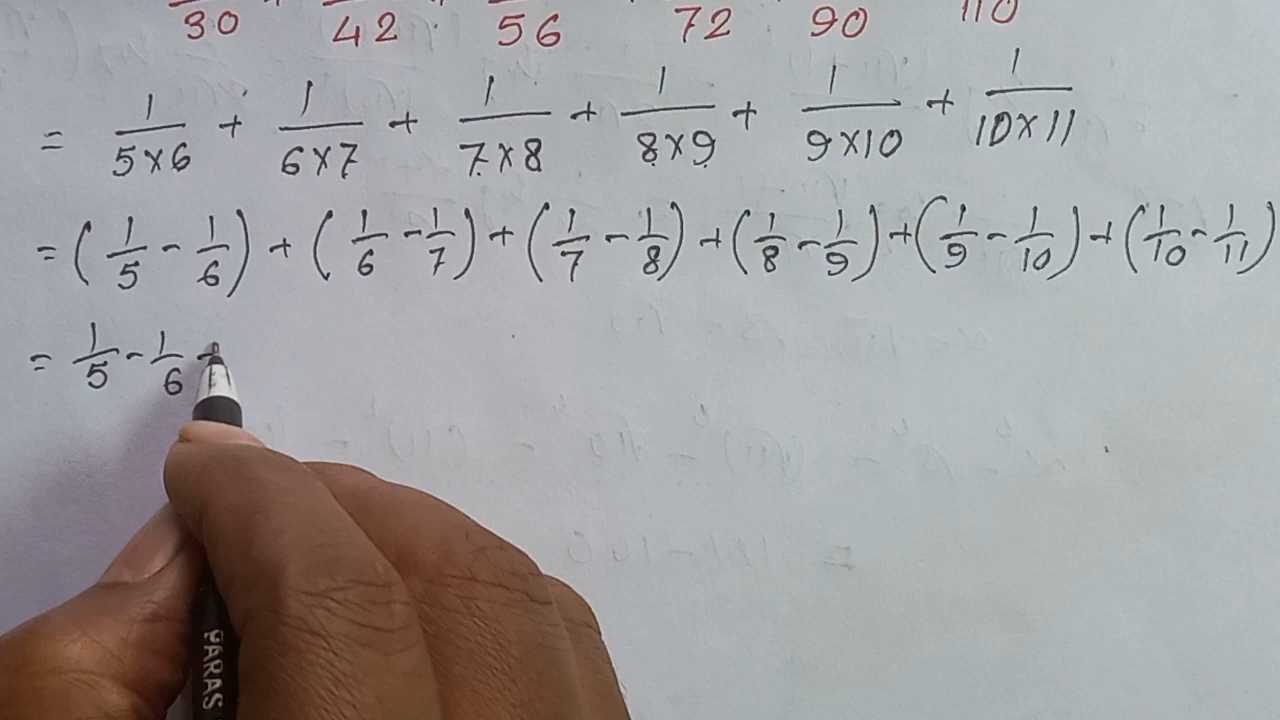 30 42 56 72 90 110
= 1/5×6 + 1/6×7 + 1/7×8 + 1/8×9 + 1/9×10 + 1/10×11
= (1/5 - 1/6) + (1/6 - 1/7) + (1/7 - 1/8) + (1/8 - 1/9) + (1/9 - 1/10) + (1/10 - 1/11)
= 1/5 - 1/6 +
PARAS